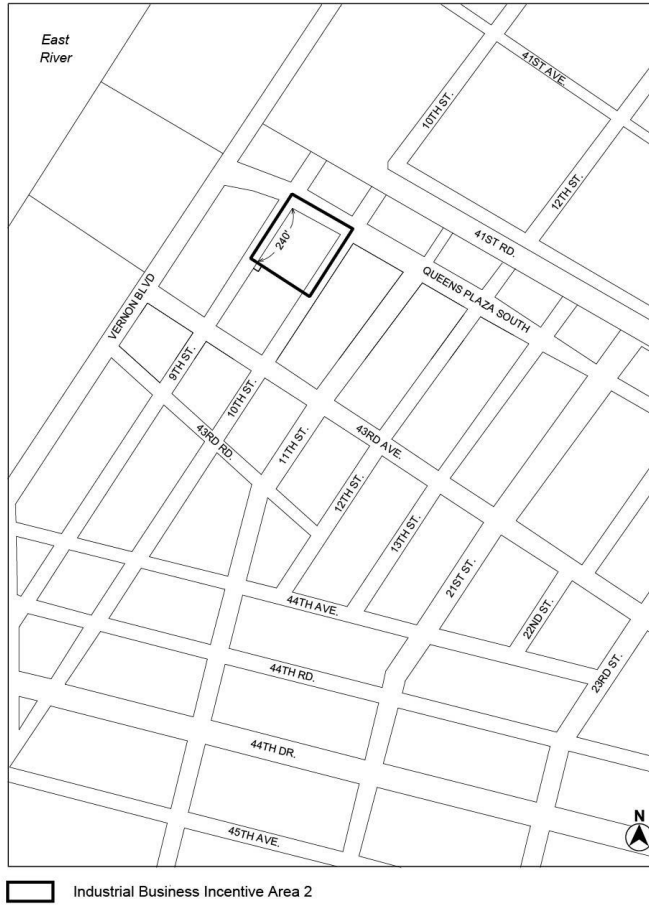 East
River
41ST AVE.
10TH ST.
12TH ST.
240'
41ST RD.
QUEENS PLAZA SOUTH
VERNON BLVD
9TH ST.
10TH ST.
43RD RD.
11TH ST.
43RD AVE.
12TH ST.
13TH ST.
21ST ST.
22ND ST.
23RD ST.
44TH AVE.
44TH RD.
44TH DR.
45TH AVE.
N
Industrial Business Incentive Area 2